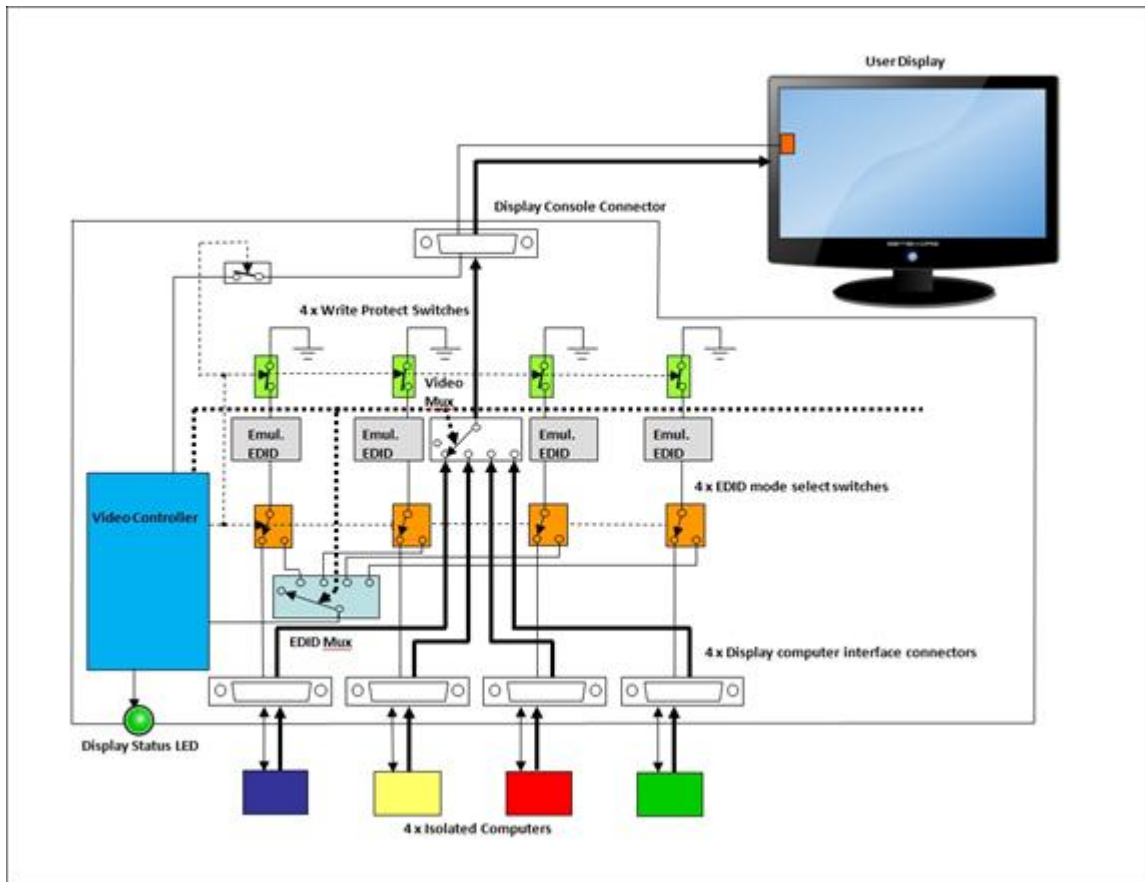 User Display
Display Console Connector
4 x Write Protect Switches
Video
Mux
Emul.
EDID
Emul.
EDID
Emul.
EDID
Emul.
EDID
4 x EDID mode select switches
Video Controller
EDID Mux
4 x Display computer interface connectors
Display Status LED
4 x Isolated Computers